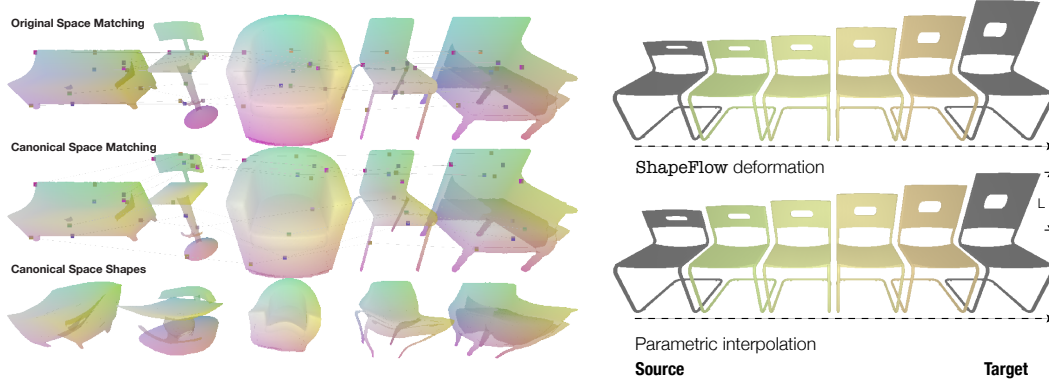 Original Space Matching
Canonical Space Matching
Canonical Space Shapes
ShapeFlow deformation
L
Parametric interpolation
Source Target